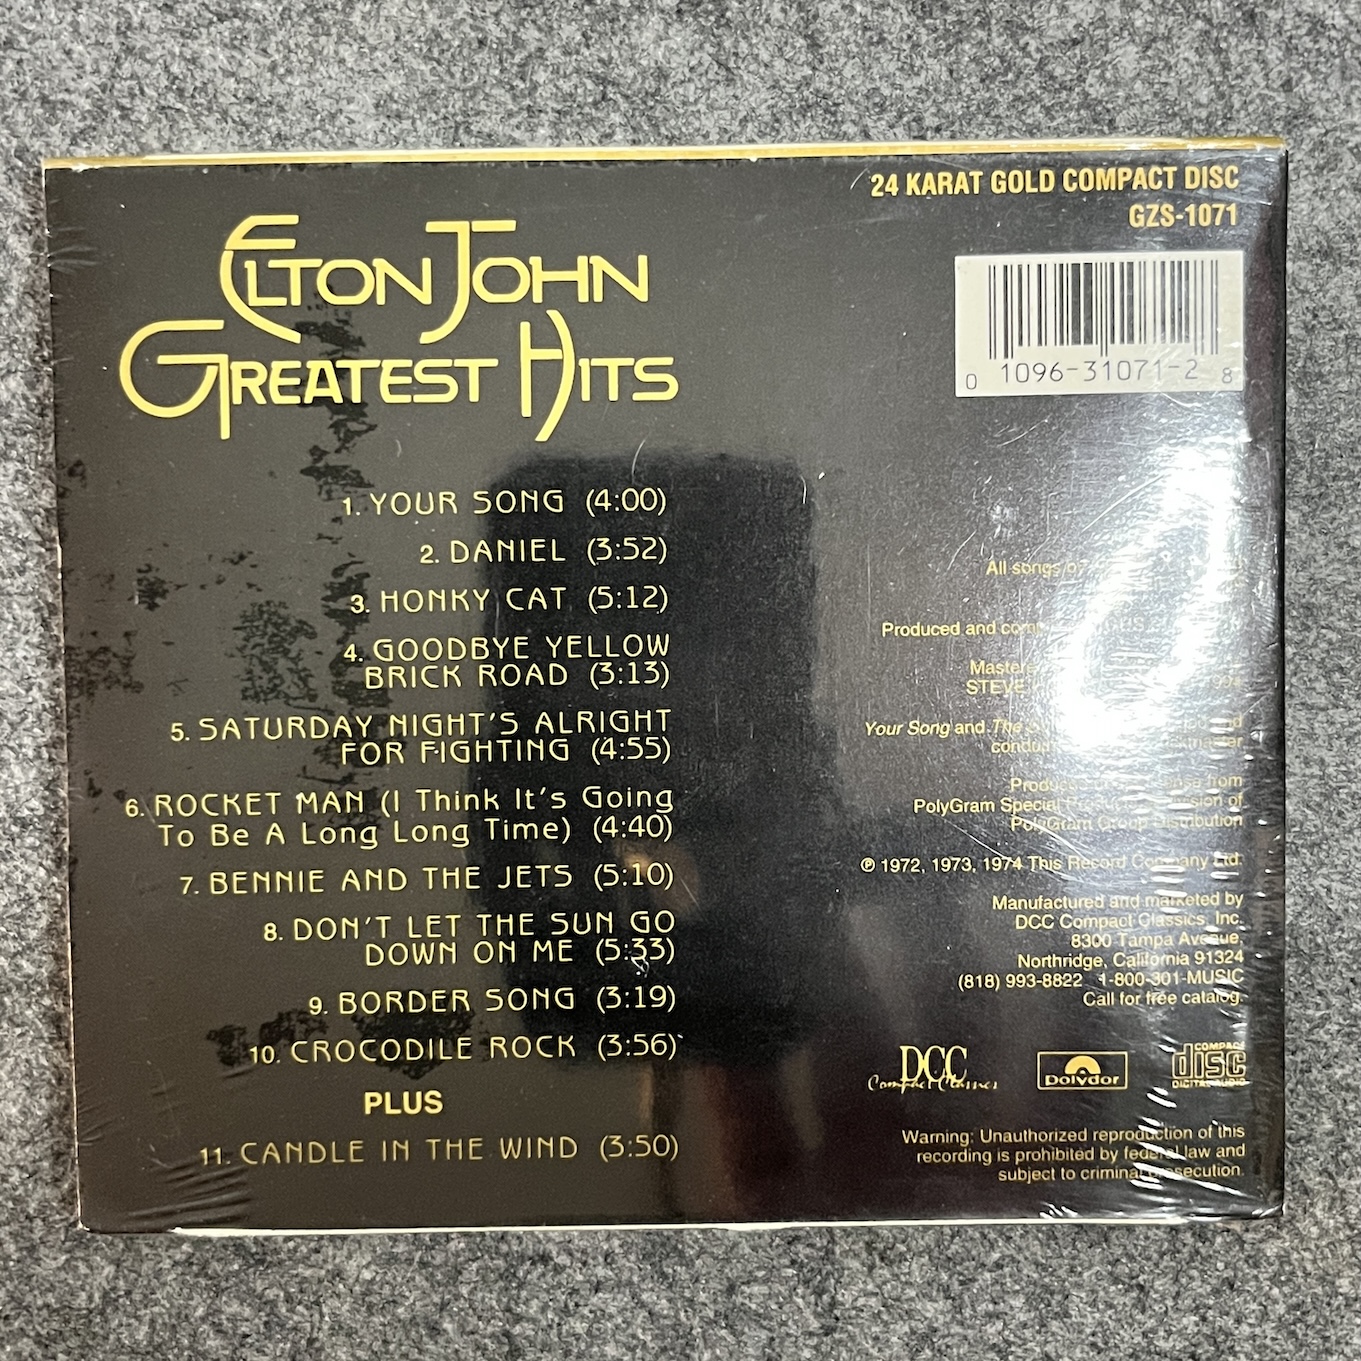 24 KARAT GOLD COMPACT DISC
GZS-1071
ELTON JOHN
GREATEST HITS
0 1096-31071-2 8
1. YOUR SONG (4:00)
2. DANIEL (3:52)
3. HONKY CAT (5:12)
4. GOODBYE YELLOW
BRICK ROAD (3:13)
5. SATURDAY NIGHT'S ALRIGHT
FOR FIGHTING (4:55)
6. ROCKET MAN (I Think It's Going
To Be A Long Long Time) (4:40)
7. BENNIE AND THE JETS (5:10)
8. DON'T LET THE SUN GO
DOWN ON ME (5:33)
9. BORDER SONG (3:19)
10. CROCODILE ROCK (3:56)
PLUS
11. CANDLE IN THE WIND (3:50)
All songs
Produced and
STEVE
Your Song and The
from
PolyGram Special of
PolyGram Group Distribution
℗ 1972, 1973, 1974 This Record Company Ltd.
Manufactured and marketed by
DCC Compact Classics, Inc.
8300 Tampa Avenue,
Northridge, California 91324
(818) 993-8822 1-800-301-MUSIC
Call for free catalog.
DCC
Compact Classics
polydor
COMPACT
disc
DIGITAL AUDIO
Warning: Unauthorized reproduction of this
recording is prohibited by federal law and
subject to criminal prosecution.